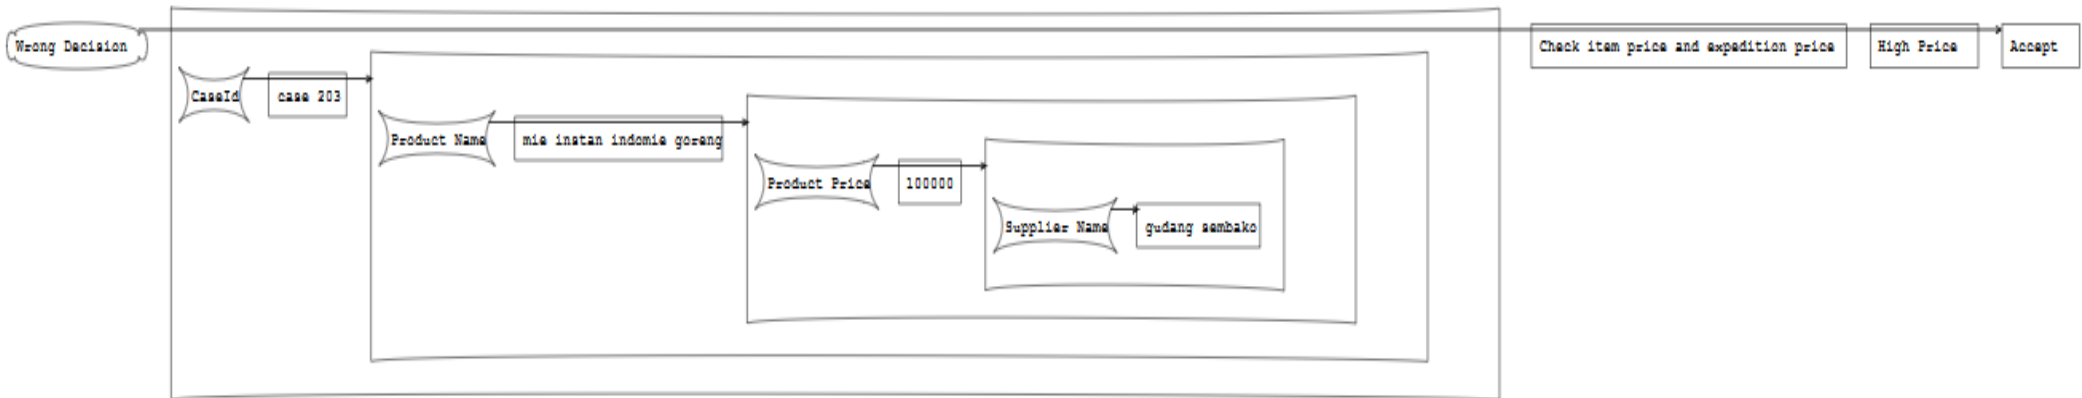 Wrong Decision
Check item price and expedition price
High Price
Accept
CaseId
case 203
Product Name
mie instan indomie goreng
Product Price
100000
Supplier Name
gudang sembako